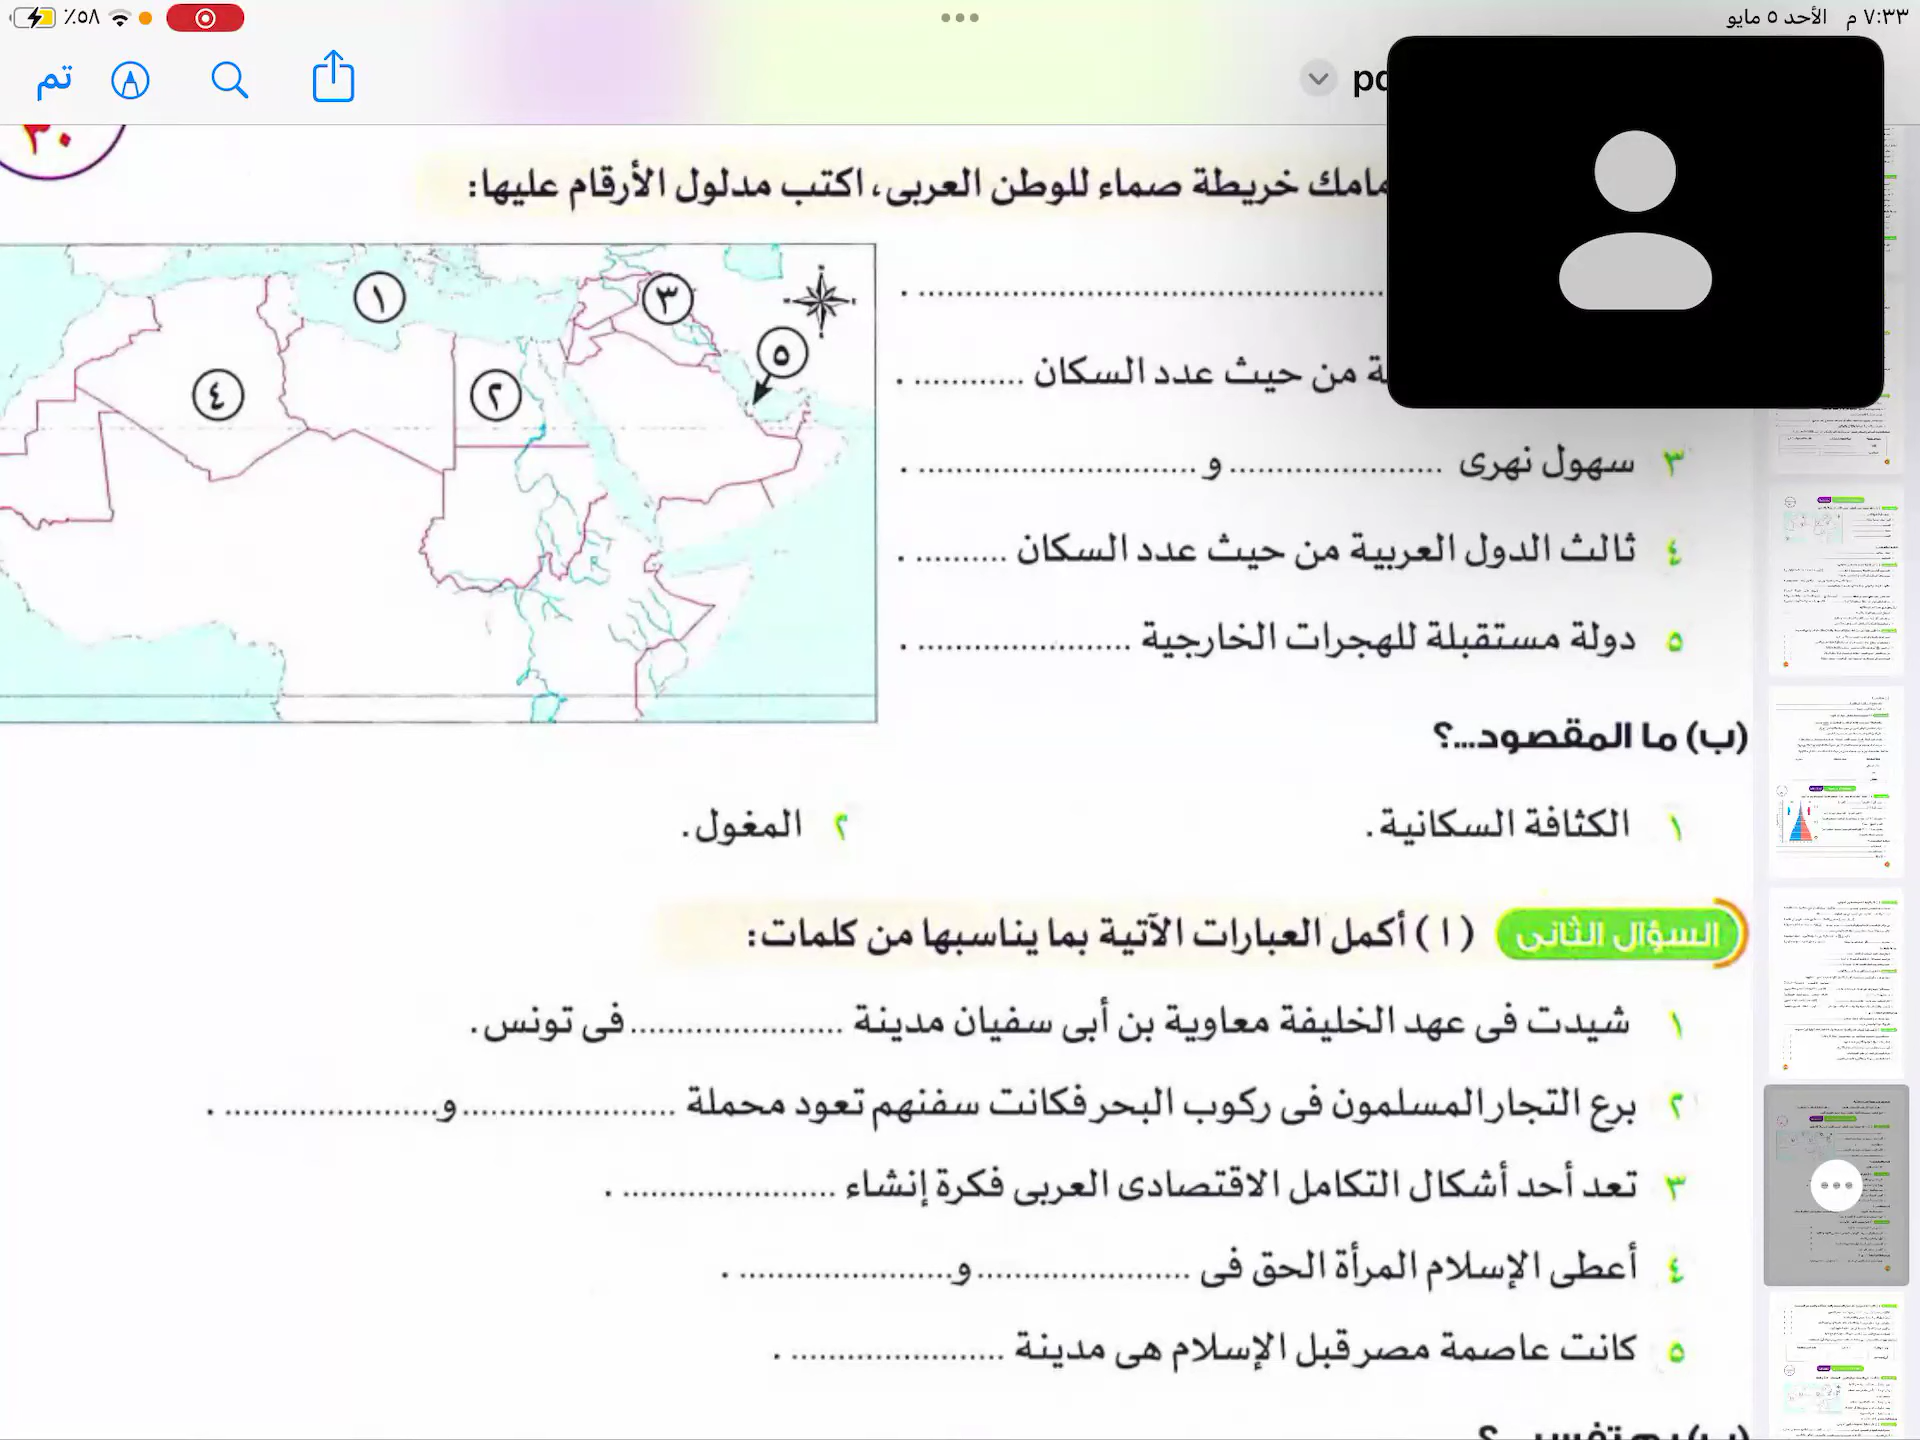 ٧:٣٣ م الأحد ٥ مايو
٪٥٨
تم
٣٠
خريطة صماء للوطن العربى، اكتب مدلول الأرقام عليها:
.......................................... .
من حيث عدد السكان ............ .
٣ سهول نهرى ..................... و ............................ .
٤ ثالث الدول العربية من حيث عدد السكان .......... .
٥ دولة مستقبلة للهجرات الخارجية ..................... .
١
٢
٣
٤
٥
(ب) ما المقصود...؟
١ الكثافة السكانية.
٢ المغول.
السؤال الثانى (١) أكمل العبارات الآتية بما يناسبها من كلمات:
١ شيدت فى عهد الخليفة معاوية بن أبى سفيان مدينة ..................... فى تونس.
٢ برع التجار المسلمون فى ركوب البحر فكانت سفنهم تعود محملة ..................... و ..................... .
٣ تعد أحد أشكال التكامل الاقتصادى العربى فكرة إنشاء ..................... .
٤ أعطى الإسلام المرأة الحق فى ..................... و ..................... .
٥ كانت عاصمة مصر قبل الإسلام هى مدينة ..................... .